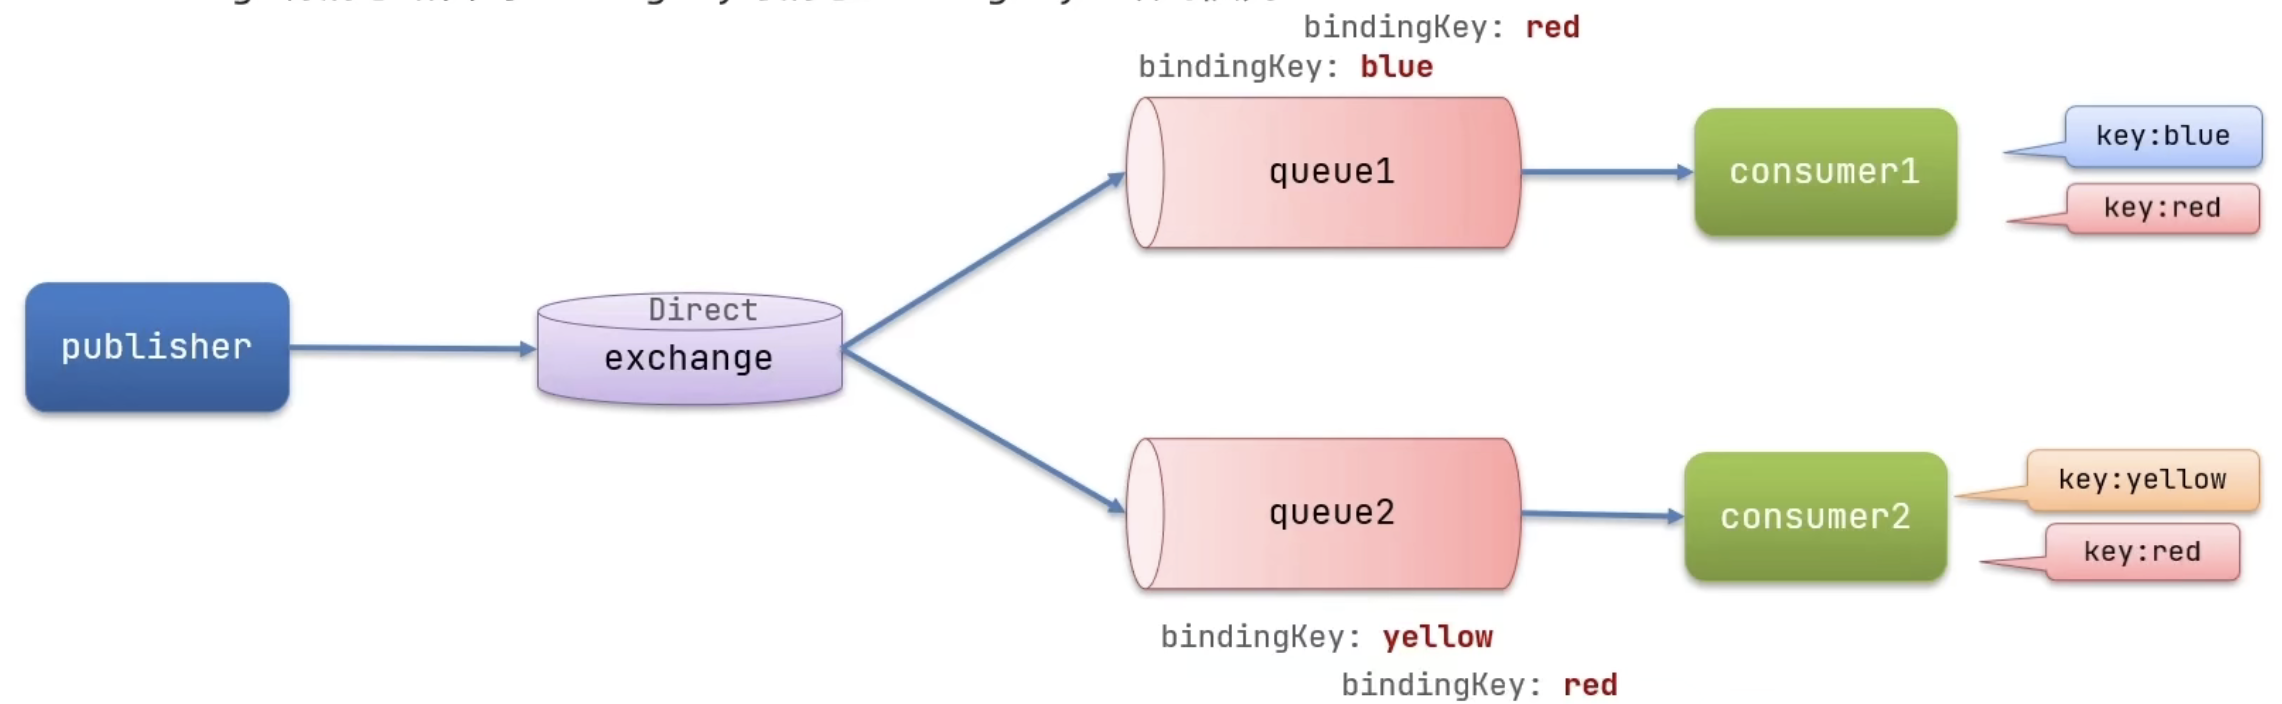 bindingKey: red
bindingKey: blue
queue1
consumer1
key:blue
key:red
publisher
Direct
exchange
queue2
consumer2
key:yellow
key:red
bindingKey: yellow
bindingKey: red